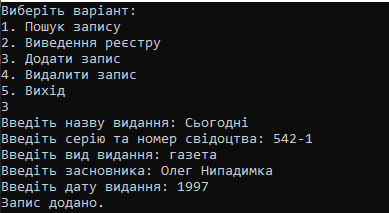 Виберіть варіант:
1. Пошук запису
2. Виведення реєстру
3. Додати запис
4. Видалити запис
5. Вихід
3
Введіть назву видання: Сьогодні
Введіть серію та номер свідоцтва: 542-1
Введіть вид видання: газета
Введіть засновника: Олег Нипадимка
Введіть дату видання: 1997
Запис додано.